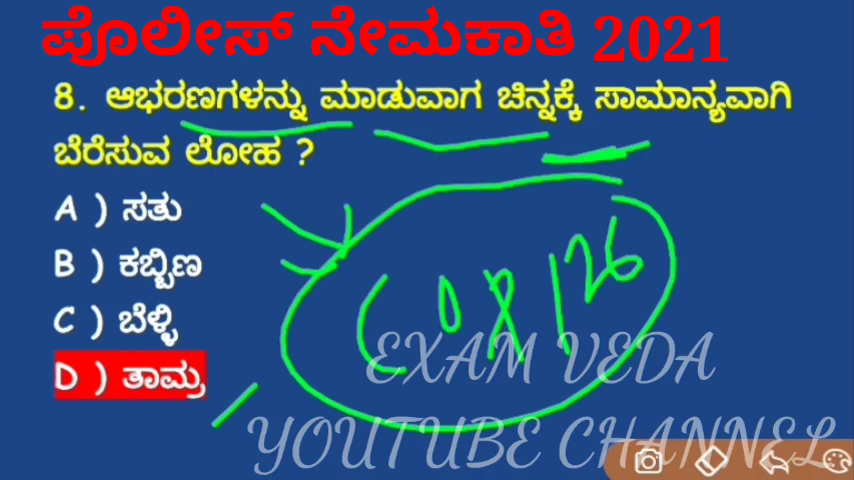 ಪೊಲೀಸ್ ನೇಮಕಾತಿ 2021
8. ಆಭರಣಗಳನ್ನು ಮಾಡುವಾಗ ಚಿನ್ನಕ್ಕೆ ಸಾಮಾನ್ಯವಾಗಿ
ಬೆರೆಸುವ ಲೋಹ ?
A ) ಸತು
B ) ಕಬ್ಬಿಣ
C ) ಬೆಳ್ಳಿ
D ) ತಾಮ್ರ
EXAM VEDA
YOUTUBE CHANNEL